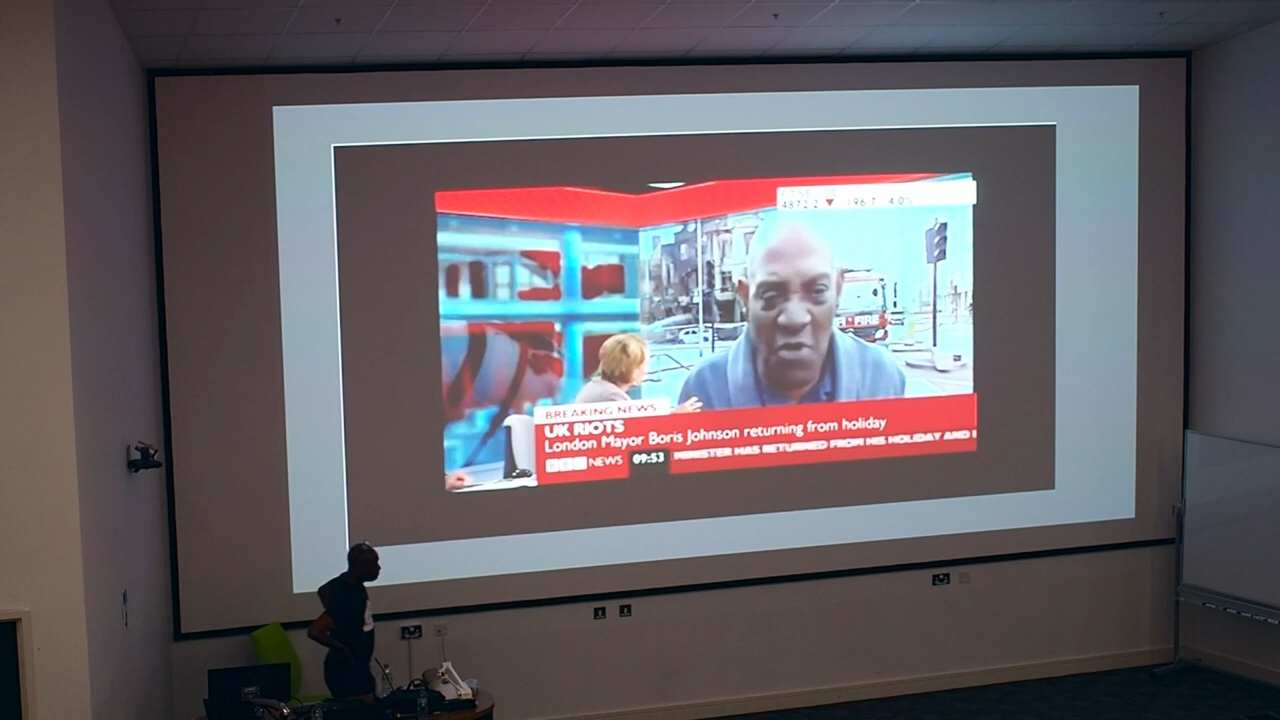 4872.2 ▼ 196.7 4.0%
FIRE
BREAKING NEWS
UK RIOTS
London Mayor Boris Johnson returning from holiday
BBC NEWS 09:53 MINISTER HAS RETURNED FROM HIS HOLIDAY AND